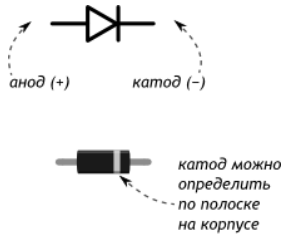 анод (+)
катод (−)
катод можно
определить
по полоске
на корпусе